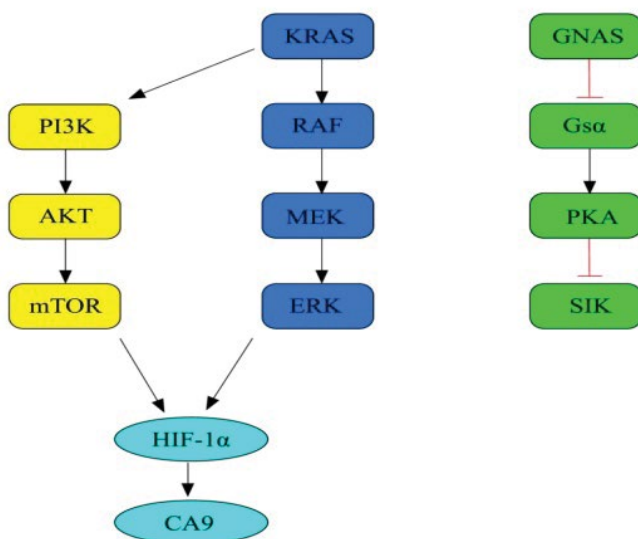 KRAS
GNAS
PI3K
RAF
Gsα
AKT
MEK
PKA
mTOR
ERK
SIK
HIF-1α
CA9